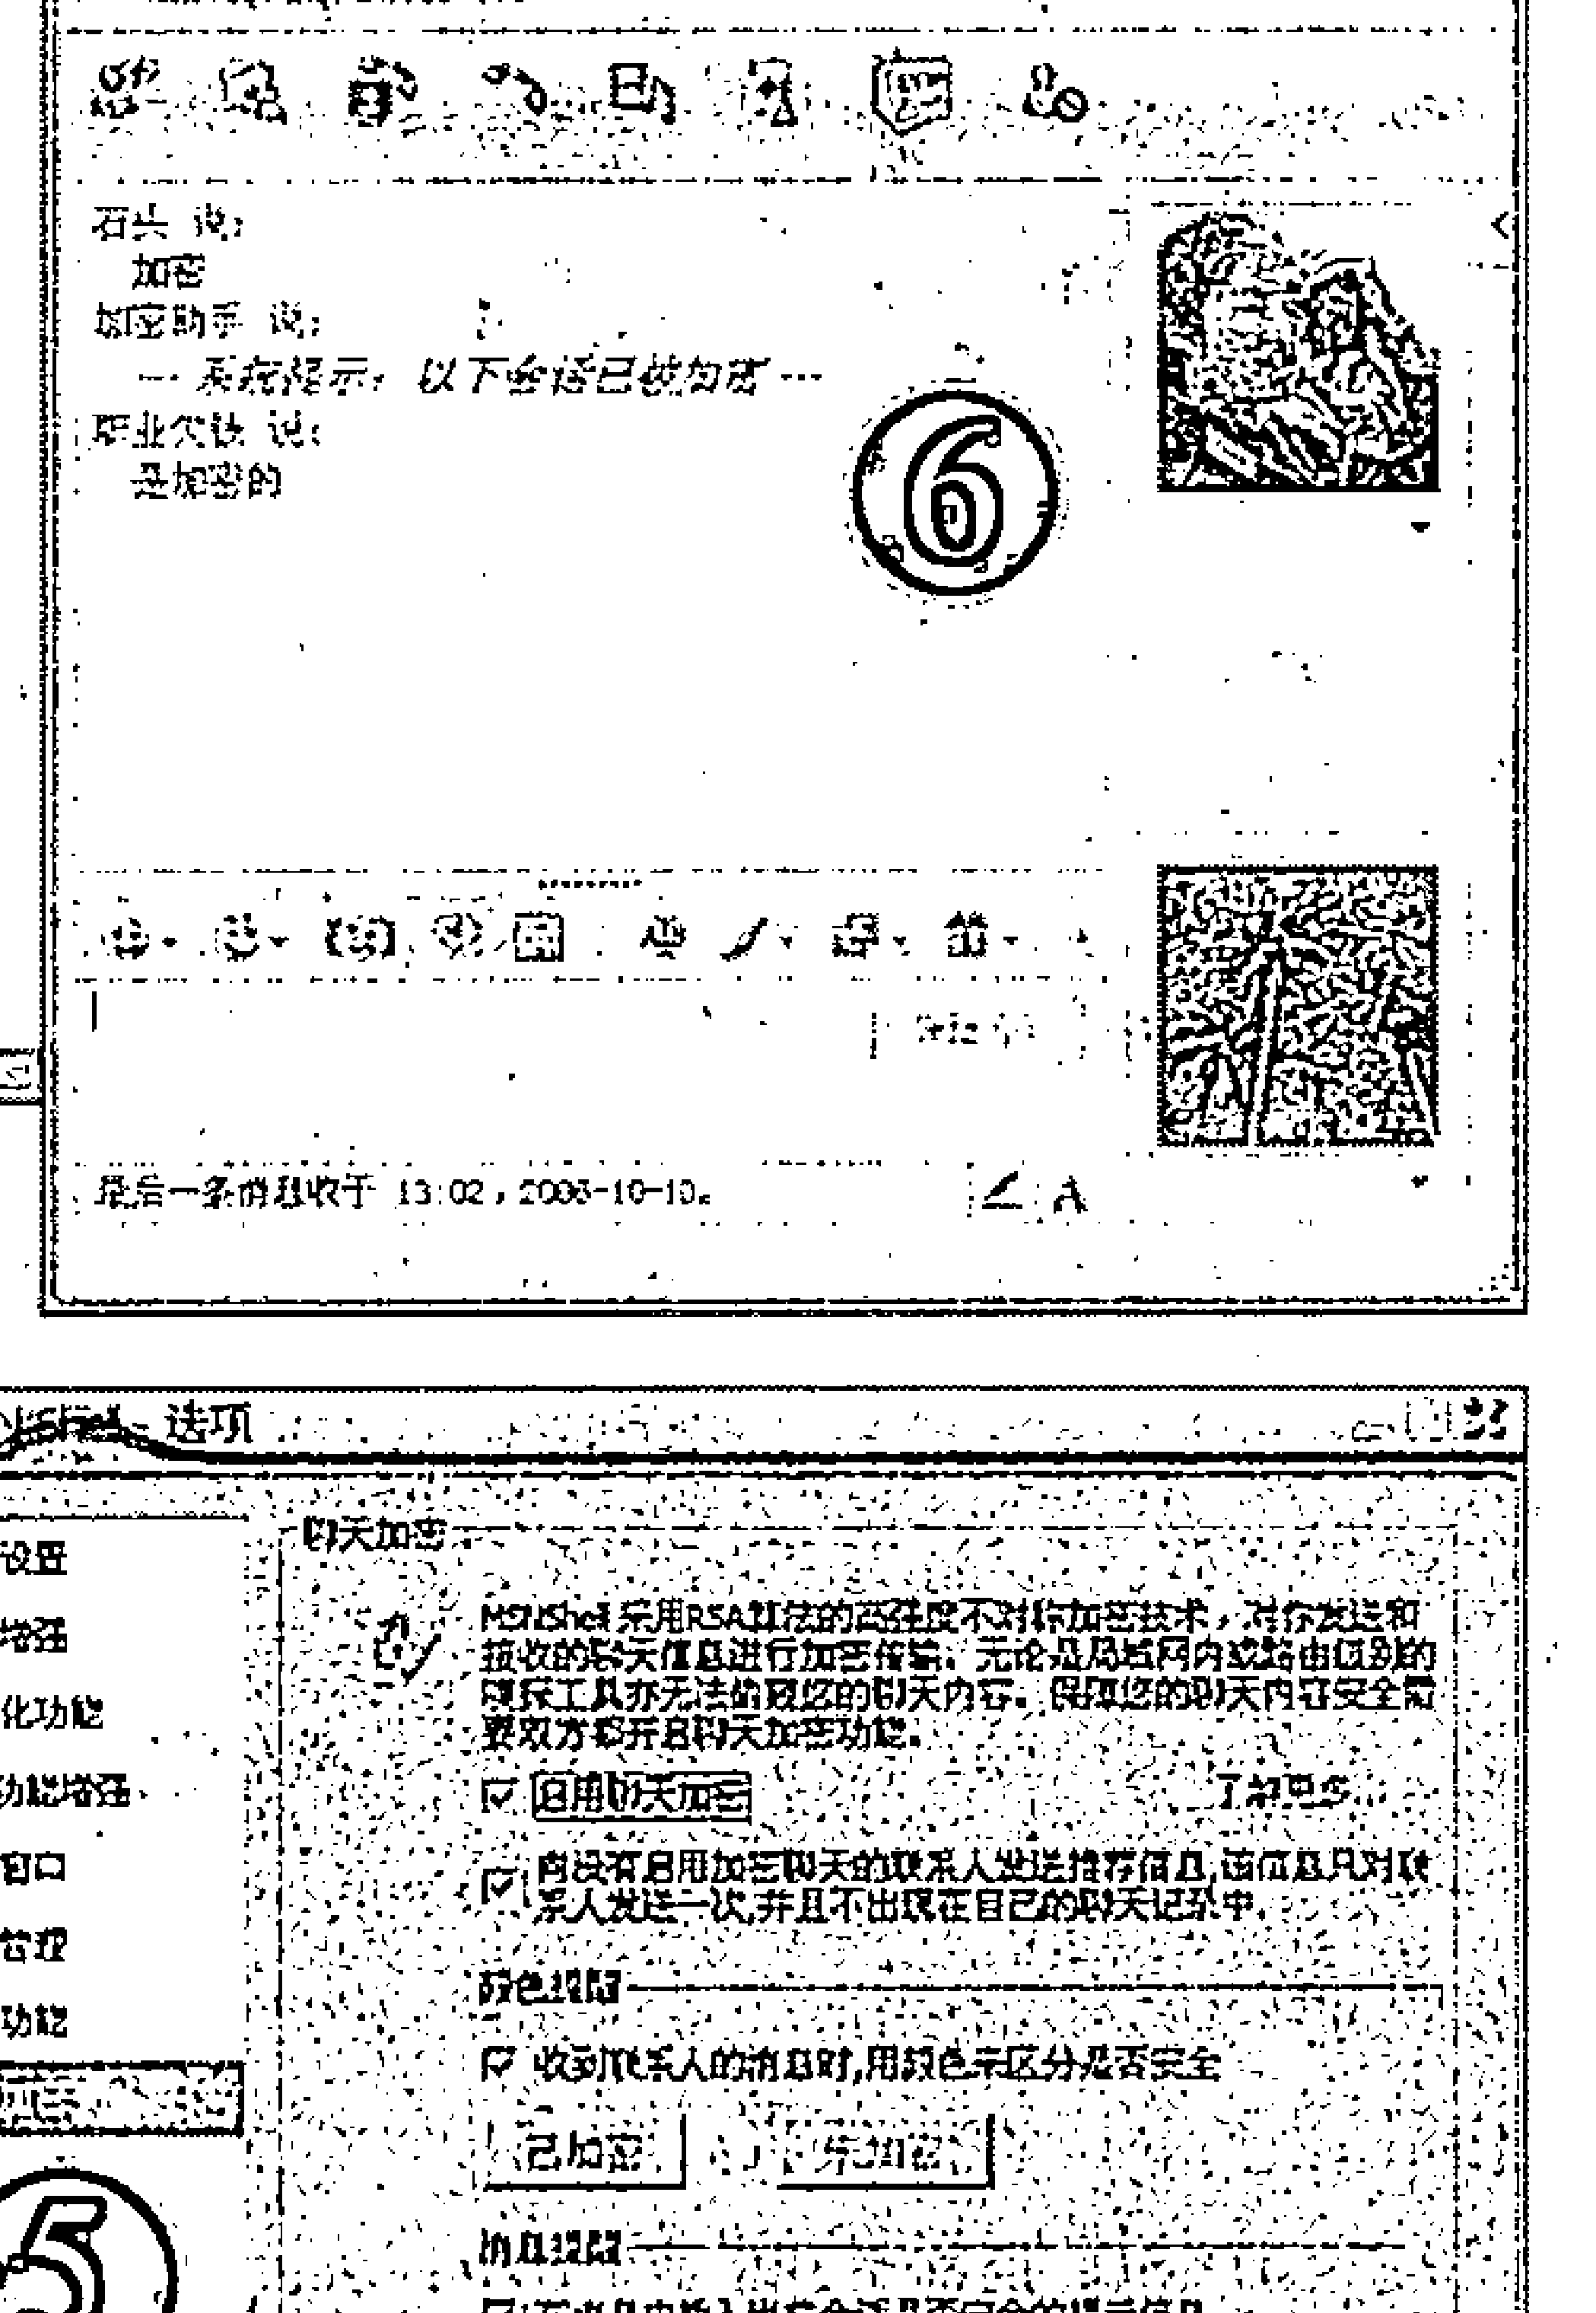 石头 说:
加密
加密助手 说:
--- 系统提示: 以下会话已被加密 ---
职业欠扁 说:
是加密的
⑥
最后一条消息收于 13:02，2006-10-10。
MSNShell - 选项
设置
增强
化功能
功能增强
窗口
管理
功能
聊天加密
MSNShell 采用RSA算法的高强度不对称加密技术，对你发送和
接收的聊天信息进行加密传输。无论是局域网内或路由级别的
嗅探工具亦无法偷窥您的聊天内容。保障您的聊天内容安全需
要双方都开启聊天加密功能。
启用聊天加密
了解更多
向没有启用加密聊天的联系人发送推荐信息,该信息只对联
系人发送一次,并且不出现在自己的聊天记录中.
颜色提醒
收到联系人的消息时,用颜色来区分是否安全
已加密
未加密
消息提醒
⑤